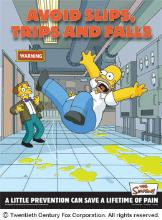 AVOID SLIPS,
TRIPS AND FALLS
WARNING
The
SIMPSONS
A LITTLE PREVENTION CAN SAVE A LIFETIME OF PAIN
© Twentieth Century Fox Corporation. All rights reserved.